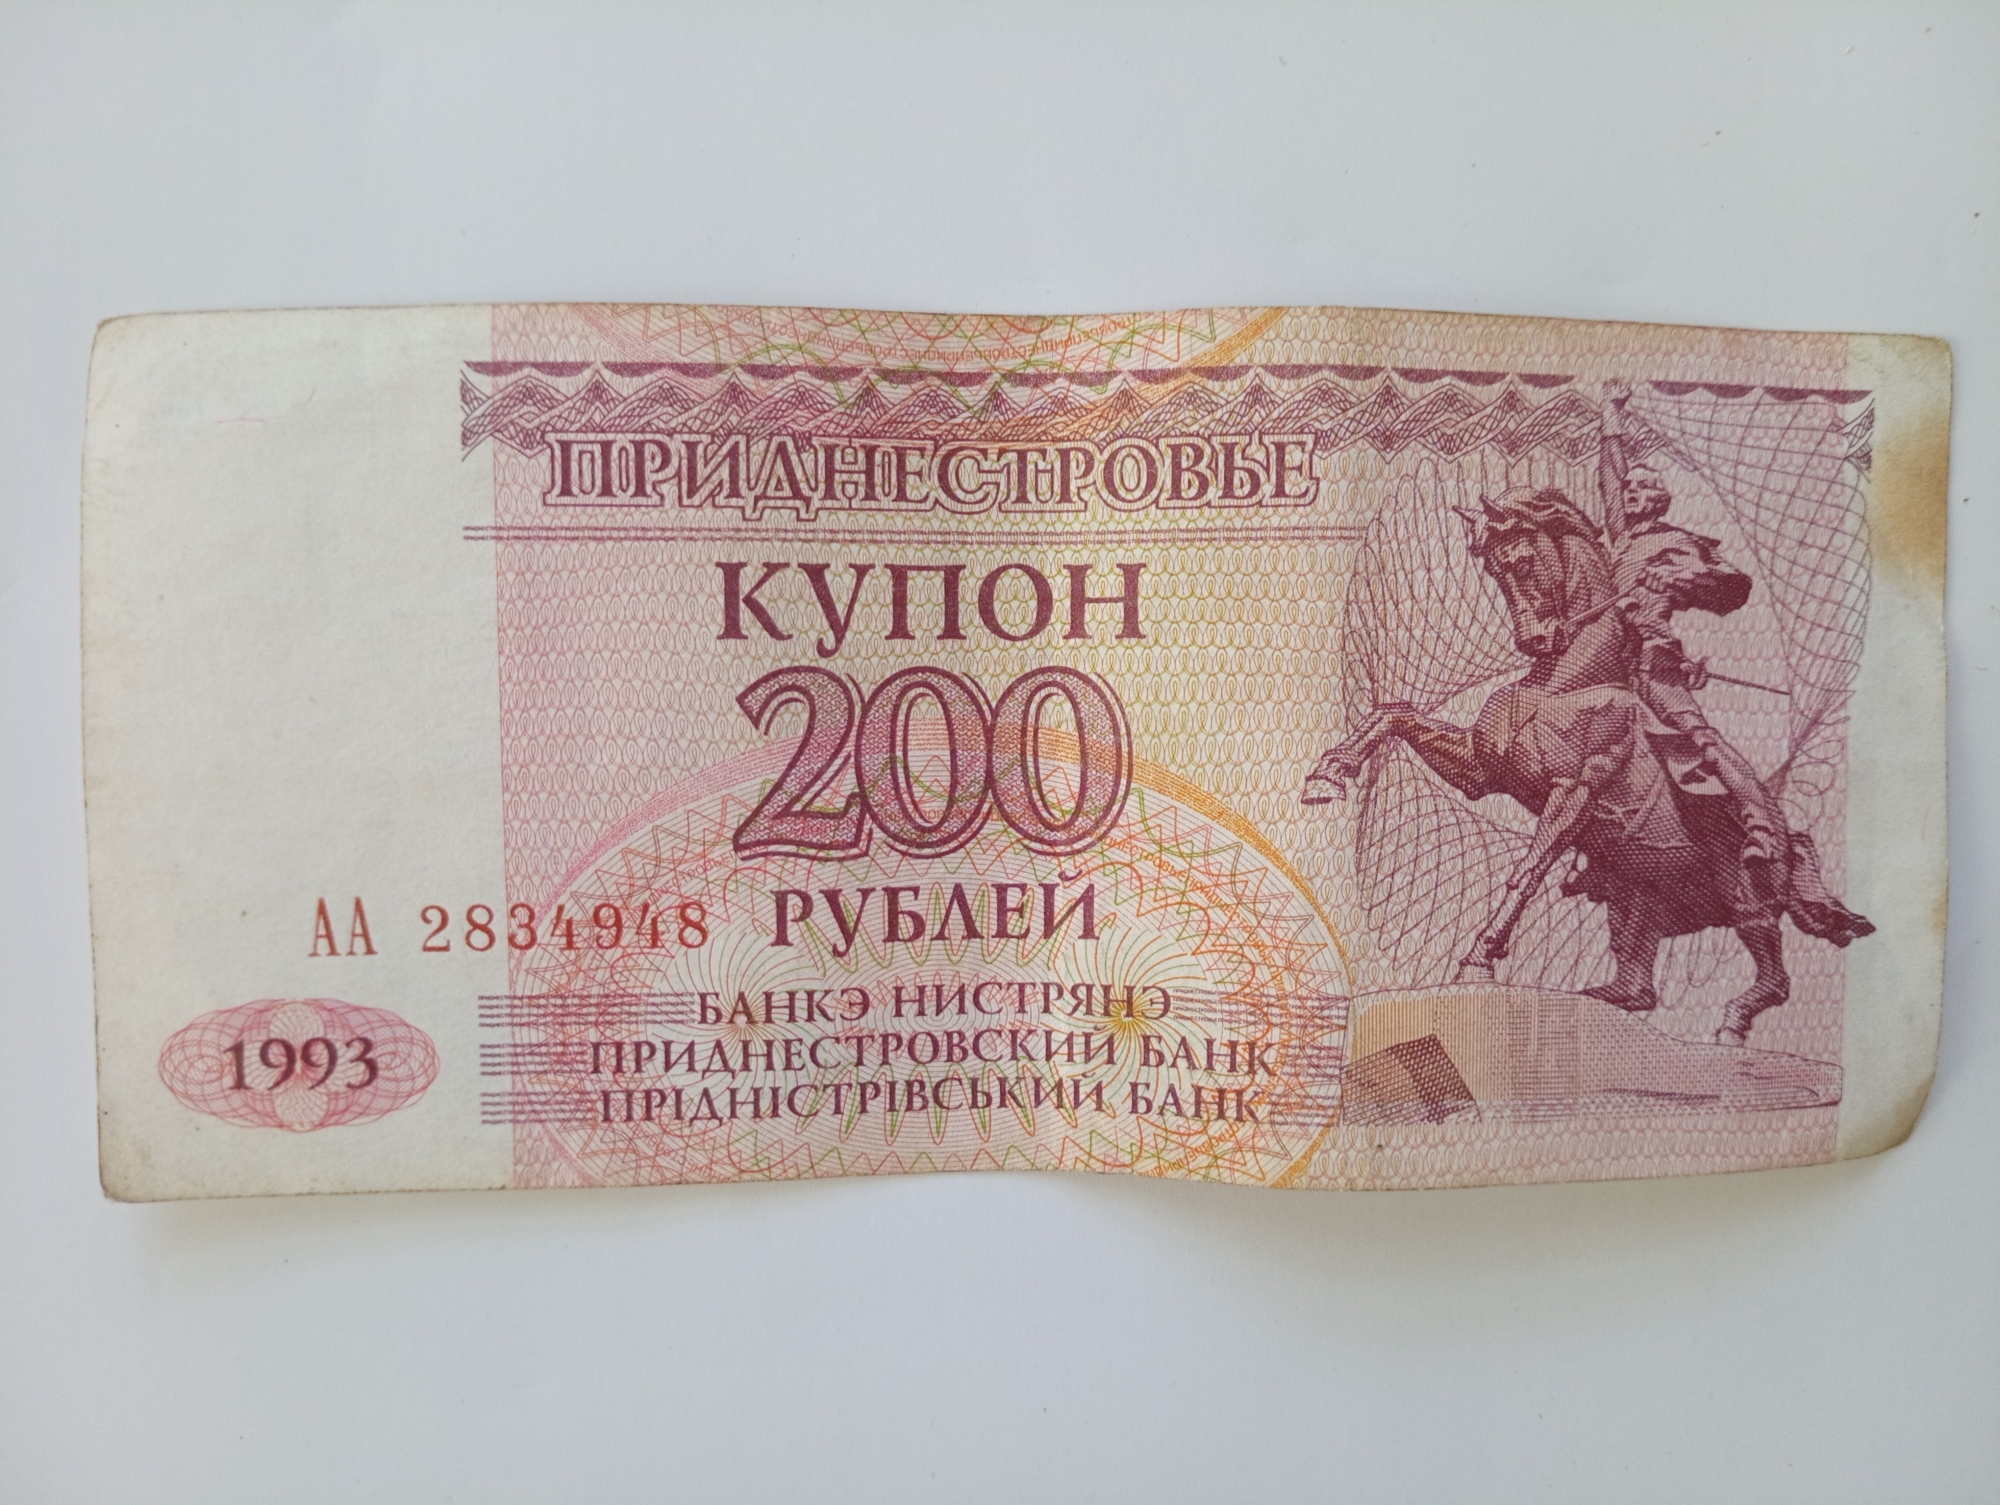 ПРИДНЕСТРОВЬЕ
КУПОН
200
РУБЛЕЙ
АА 2834948
БАНКЭ НИСТРЯНЭ
1993
ПРИДНЕСТРОВСКИЙ БАНК
ПРІДНІСТРІВСЬКИЙ БАНК